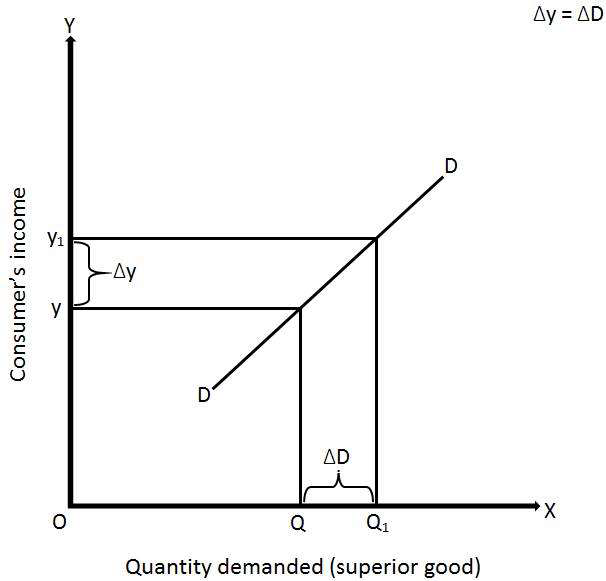 Δy = ΔD
Y
D
Consumer’s income
y₁
Δy
y
D
ΔD
O
Q
Q₁
X
Quantity demanded (superior good)